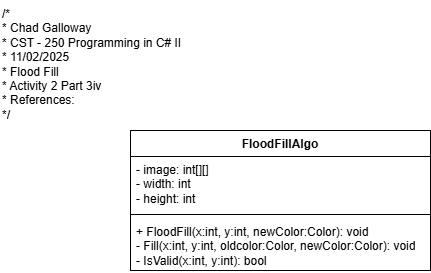 /*
* Chad Galloway
* CST - 250 Programming in C# II
* 11/02/2025
* Flood Fill
* Activity 2 Part 3iv
* References:
*/
FloodFillAlgo
- image: int[][]
- width: int
- height: int
+ FloodFill(x:int, y:int, newColor:Color): void
- Fill(x:int, y:int, oldcolor:Color, newColor:Color): void
- IsValid(x:int, y:int): bool